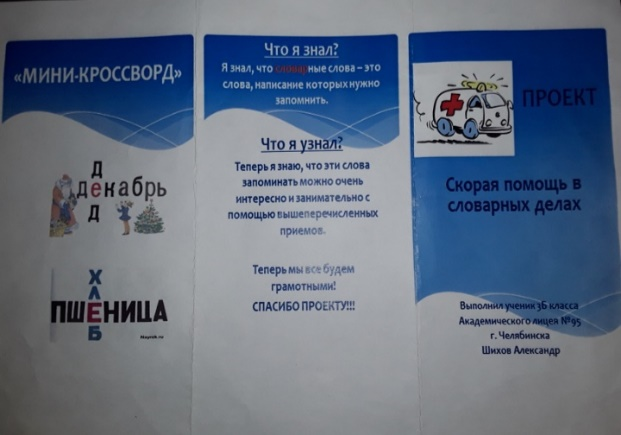 «МИНИ-КРОССВОРД»
дед
декабрь
ХЛЕБ
ПШЕНИЦА
Что я знал?
Я знал, что словарные слова – это
слова, написание которых нужно
запомнить.
Что я узнал?
Теперь я знаю, что эти слова
запоминать можно очень
интересно и занимательно с
помощью вышеперечисленных
приемов.
Теперь мы все будем
грамотными!
СПАСИБО ПРОЕКТУ!!!
ПРОЕКТ
Скорая помощь в
словарных делах
Выполнил ученик 3Б класса
Академического лицея №95
г. Челябинска
Шихов Александр